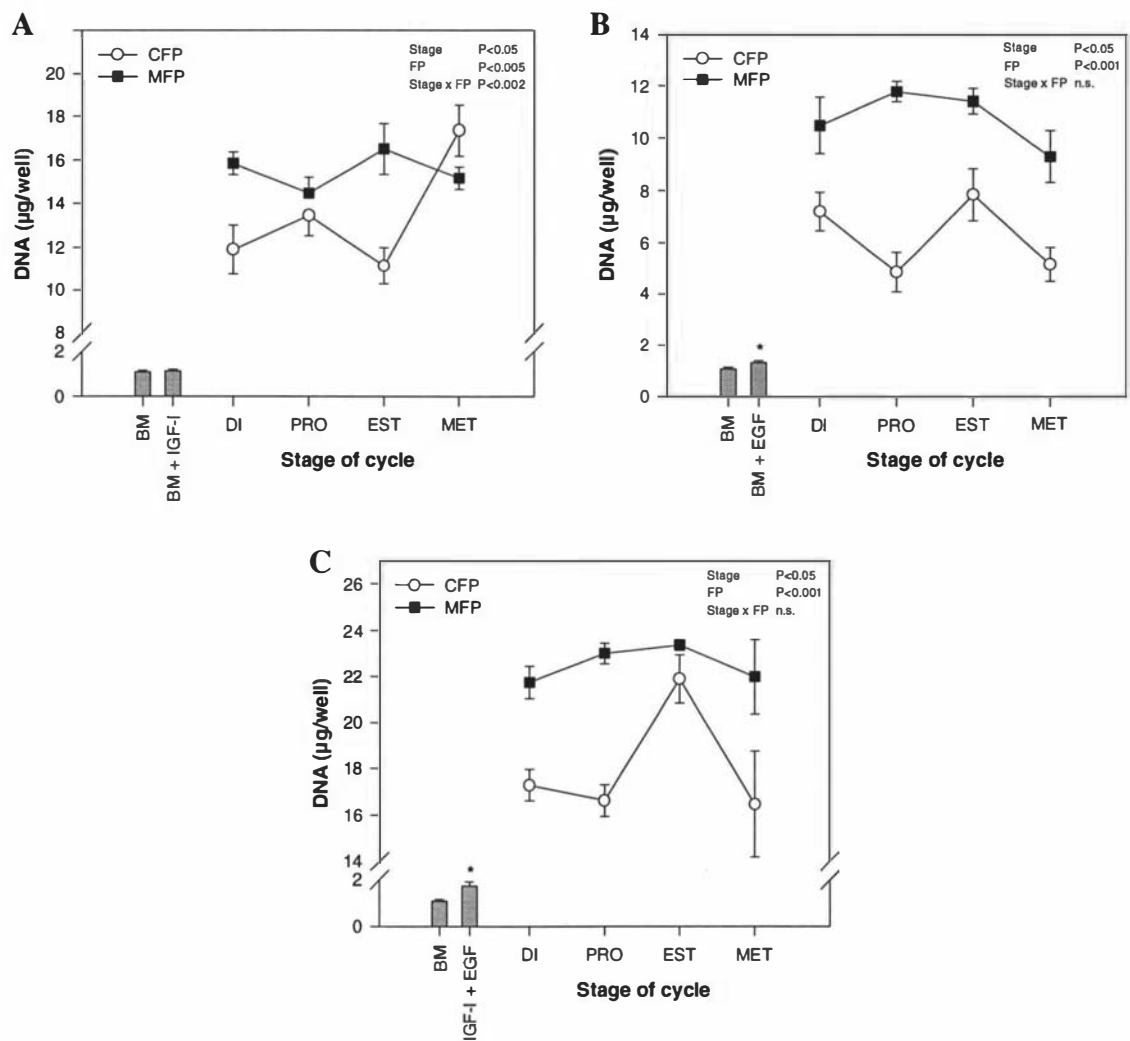 A
CFP
MFP
Stage P<0.05
FP P<0.005
Stage x FP P<0.002
DNA (µg/well)
20
18
16
14
12
10
8
2
0
BM
BM + IGF-I
DI PRO EST MET
Stage of cycle
B
CFP
MFP
Stage P<0.05
FP P<0.001
Stage x FP n.s.
DNA (µg/well)
14
12
10
8
6
4
2
0
*
BM
BM + EGF
DI PRO EST MET
Stage of cycle
C
CFP
MFP
Stage P<0.05
FP P<0.001
Stage x FP n.s.
DNA (µg/well)
26
24
22
20
18
16
14
2
0
*
BM
IGF-I + EGF
DI PRO EST MET
Stage of cycle